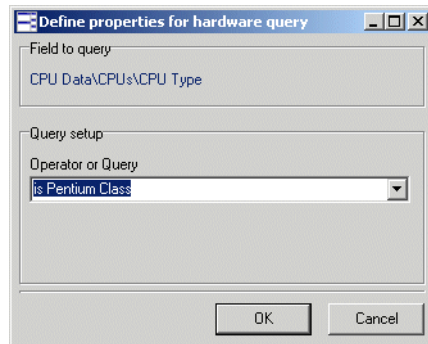 Define properties for hardware query
Field to query
CPU Data\CPUs\CPU Type
Query setup
Operator or Query
is Pentium Class
OK
Cancel